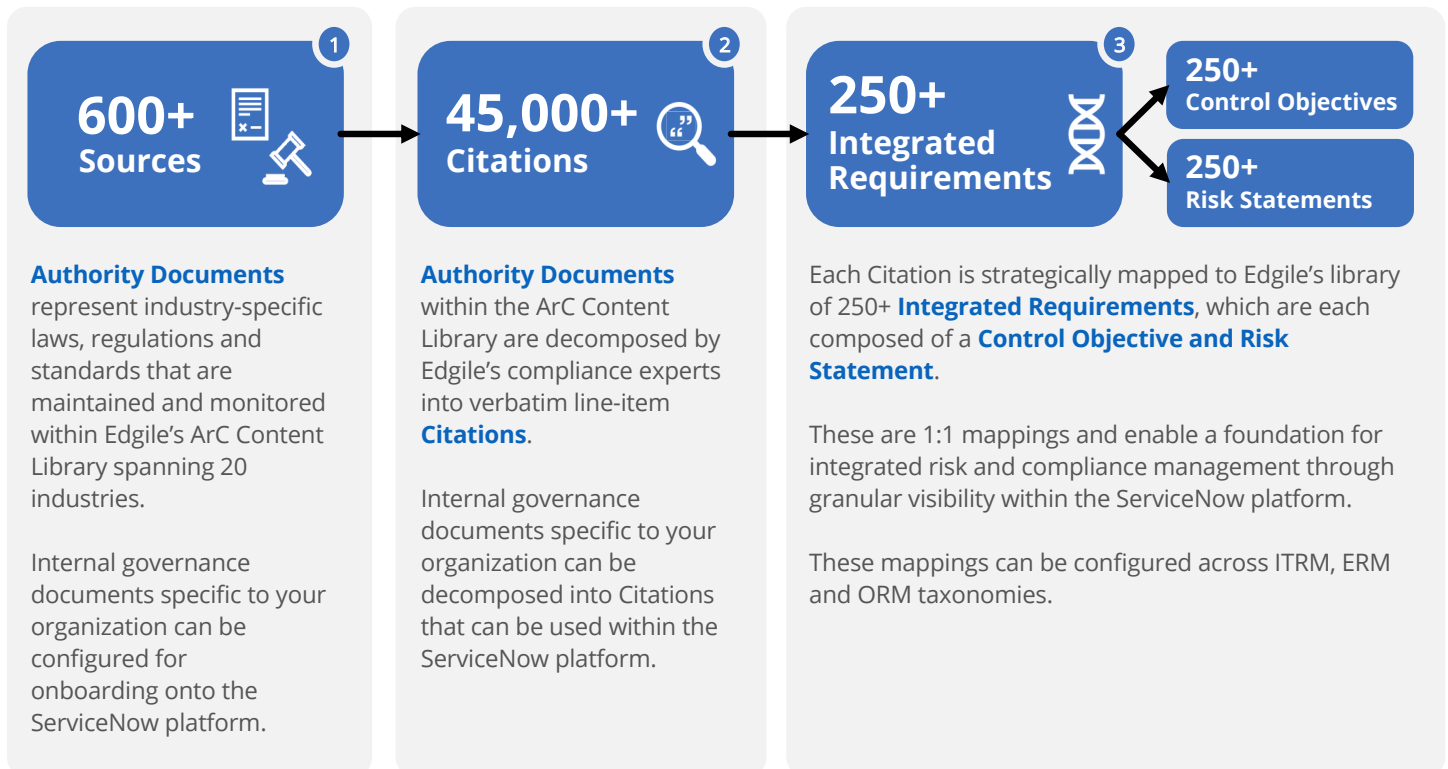 1
600+
Sources
Authority Documents
represent industry-specific
laws, regulations and
standards that are
maintained and monitored
within Edgile’s ArC Content
Library spanning 20
industries.
Internal governance
documents specific to your
organization can be
configured for
onboarding onto the
ServiceNow platform.
2
45,000+
Citations
Authority Documents
within the ArC Content
Library are decomposed by
Edgile’s compliance experts
into verbatim line-item
Citations.
Internal governance
documents specific to your
organization can be
decomposed into Citations
that can be used within the
ServiceNow platform.
3
250+
Integrated
Requirements
250+
Control Objectives
250+
Risk Statements
Each Citation is strategically mapped to Edgile’s library
of 250+ Integrated Requirements, which are each
composed of a Control Objective and Risk
Statement.
These are 1:1 mappings and enable a foundation for
integrated risk and compliance management through
granular visibility within the ServiceNow platform.
These mappings can be configured across ITRM, ERM
and ORM taxonomies.